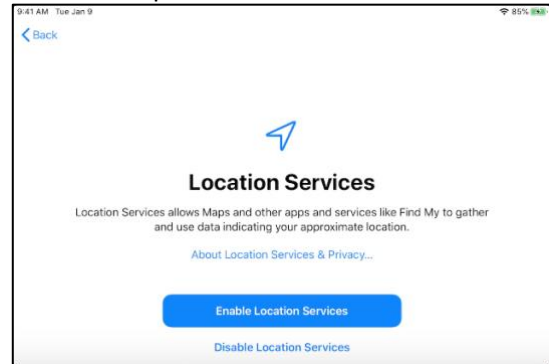 9:41 AM Tue Jan 9 85%
Back
Location Services
Location Services allows Maps and other apps and services like Find My to gather
and use data indicating your approximate location.
About Location Services & Privacy...
Enable Location Services
Disable Location Services